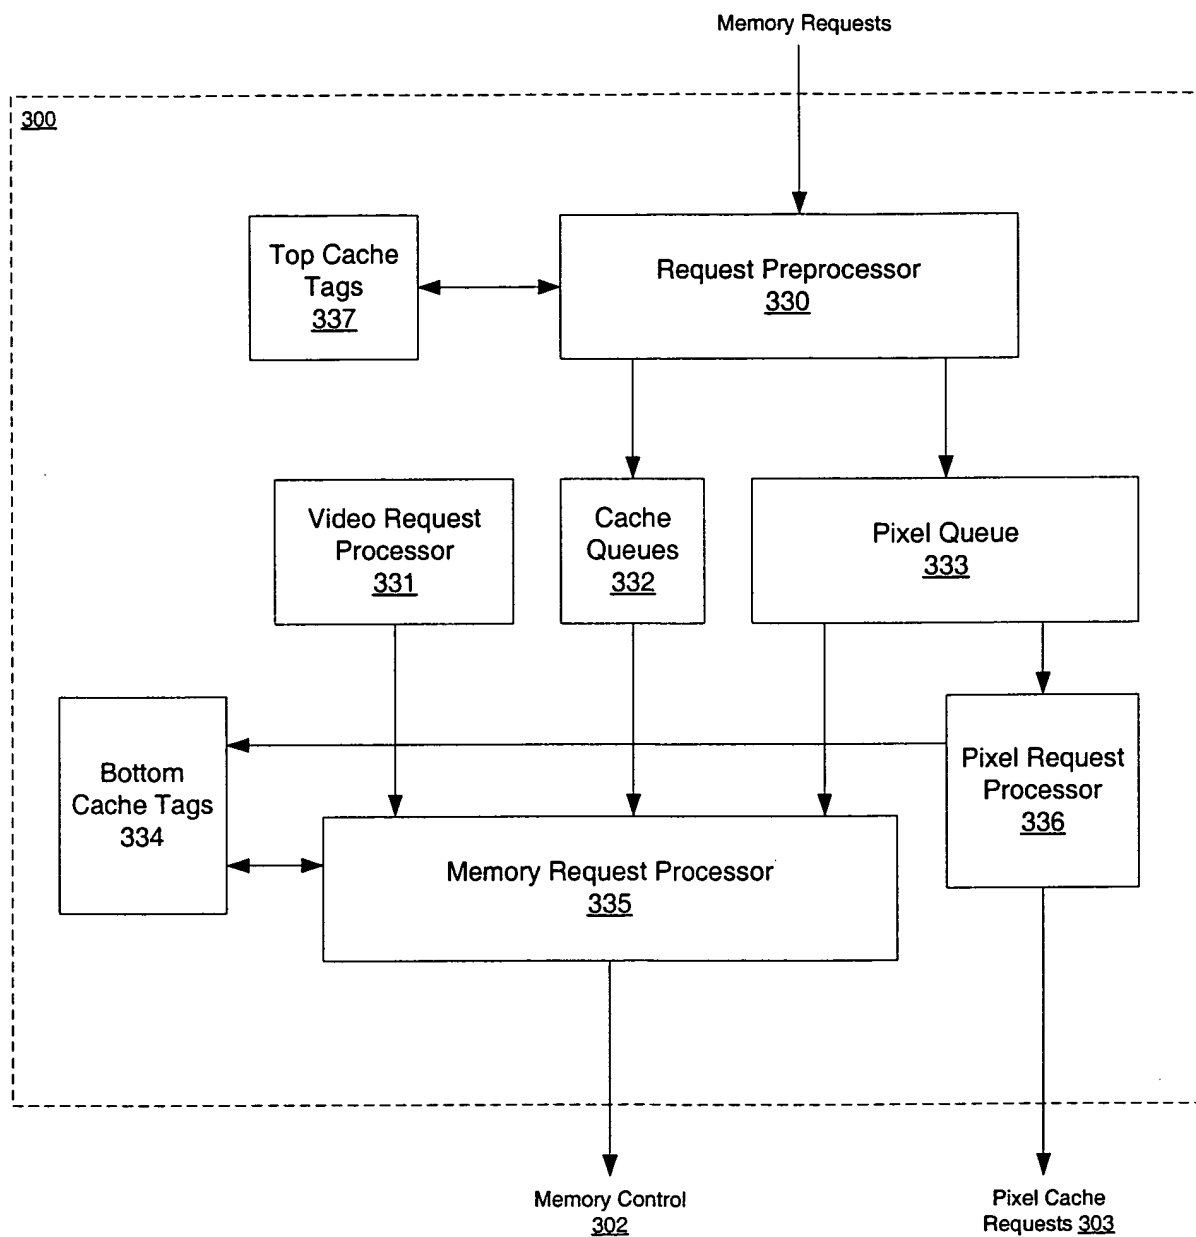 Memory Requests
300
Top Cache
Tags
337
Request Preprocessor
330
Video Request
Processor
331
Cache
Queues
332
Pixel Queue
333
Bottom
Cache Tags
334
Memory Request Processor
335
Pixel Request
Processor
336
Memory Control
302
Pixel Cache
Requests 303